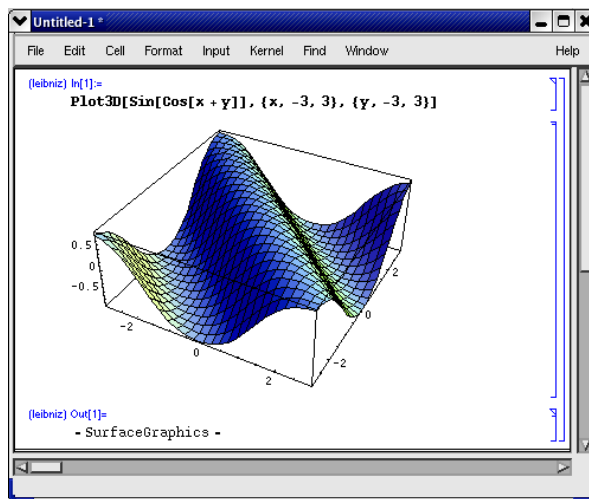 Untitled-1 *
File Edit Cell Format Input Kernel Find Window Help
(leibniz) In[1]:=
Plot3D[Sin[Cos[x + y]], {x, -3, 3}, {y, -3, 3}]
0.5
0
-0.5
-2
0
2
-2
0
2
(leibniz) Out[1]=
- SurfaceGraphics -